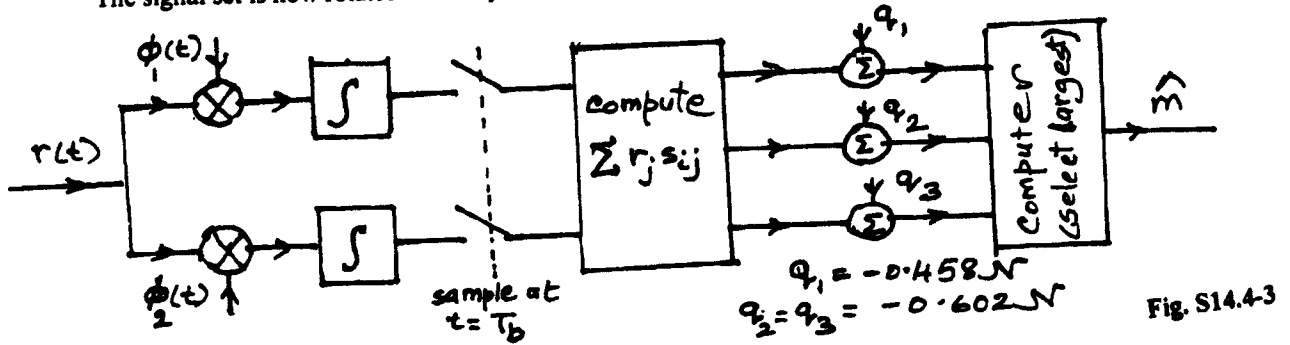 The signal set is now rotated
ϕ₁(t)
r(t)
ϕ₂(t)
∫
∫
sample at
t = T_b
compute
∑ r_j s_ij
q₁
Σ
q₂
Σ
q₃
Σ
q₁ = -0.458 N
q₂ = q₃ = -0.602 N
Computer
(select largest)
m̂
Fig. S14.4-3